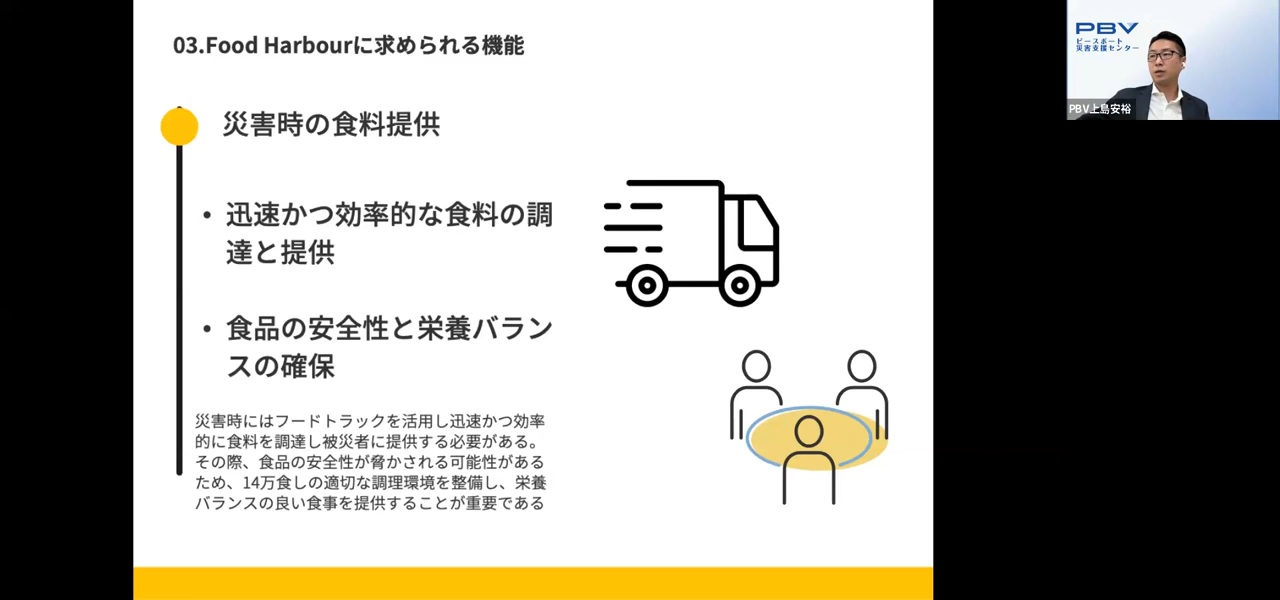 03.Food Harbourに求められる機能
災害時の食料提供
• 迅速かつ効率的な食料の調
達と提供
• 食品の安全性と栄養バラン
スの確保
災害時にはフードトラックを活用し迅速かつ効率
的に食料を調達し被災者に提供する必要がある。
その際、食品の安全性が脅かされる可能性がある
ため、14万食しの適切な調理環境を整備し、栄養
バランスの良い食事を提供することが重要である
PBV
ピースボート
災害支援センター
PBV上島安裕